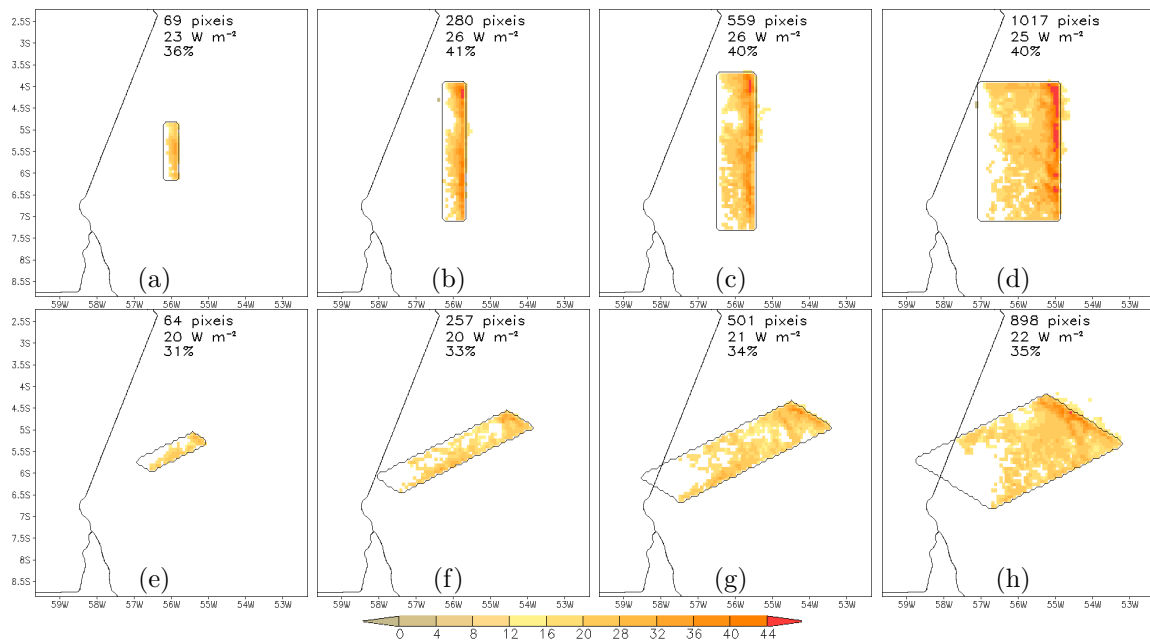 69 pixeis
23 W m⁻²
36%
280 pixeis
26 W m⁻²
41%
559 pixeis
26 W m⁻²
40%
1017 pixeis
25 W m⁻²
40%
2.5S
3S
3.5S
4S
4.5S
5S
5.5S
6S
6.5S
7S
7.5S
8S
8.5S
(a) (b) (c) (d)
59W 58W 57W 56W 55W 54W 53W
59W 58W 57W 56W 55W 54W 53W
59W 58W 57W 56W 55W 54W 53W
59W 58W 57W 56W 55W 54W 53W
64 pixeis
20 W m⁻²
31%
257 pixeis
20 W m⁻²
33%
501 pixeis
21 W m⁻²
34%
898 pixeis
22 W m⁻²
35%
2.5S
3S
3.5S
4S
4.5S
5S
5.5S
6S
6.5S
7S
7.5S
8S
8.5S
(e) (f) (g) (h)
59W 58W 57W 56W 55W 54W 53W
59W 58W 57W 56W 55W 54W 53W
59W 58W 57W 56W 55W 54W 53W
59W 58W 57W 56W 55W 54W 53W
0 4 8 12 16 20 28 32 36 40 44